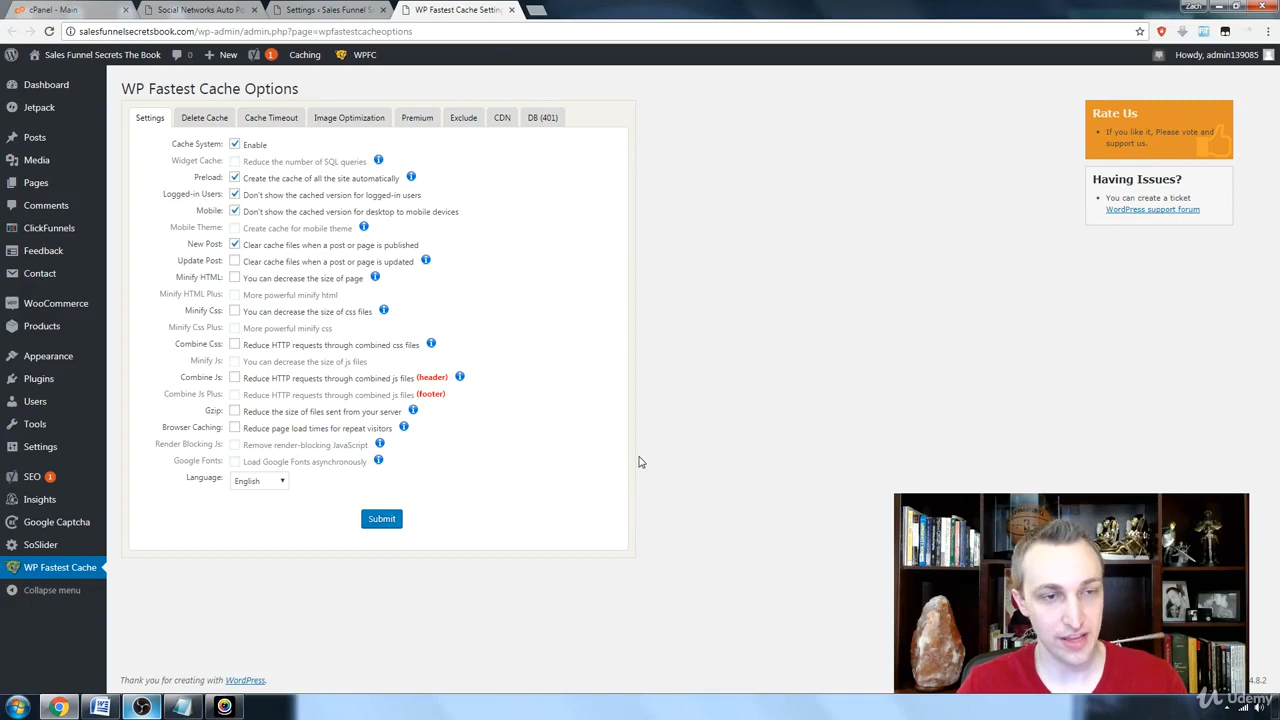 cPanel - Main
Social Networks Auto Po
Settings ‹ Sales Funnel S
WP Fastest Cache Setting
Zach
salesfunnelsecretsbook.com/wp-admin/admin.php?page=wpfastestcacheoptions
Sales Funnel Secrets The Book
0
+ New
1
Caching
WPFC
Howdy, admin139085
Dashboard
Jetpack
Posts
Media
Pages
Comments
ClickFunnels
Feedback
Contact
WooCommerce
Products
Appearance
Plugins
Users
Tools
Settings
SEO 1
Insights
Google Captcha
SoSlider
WP Fastest Cache
Collapse menu
WP Fastest Cache Options
Settings
Delete Cache
Cache Timeout
Image Optimization
Premium
Exclude
CDN
DB (401)
Cache System: Enable
Widget Cache: Reduce the number of SQL queries
Preload: Create the cache of all the site automatically
Logged-in Users: Don't show the cached version for logged-in users
Mobile: Don't show the cached version for desktop to mobile devices
Mobile Theme: Create cache for mobile theme
New Post: Clear cache files when a post or page is published
Update Post: Clear cache files when a post or page is updated
Minify HTML: You can decrease the size of page
Minify HTML Plus: More powerful minify html
Minify Css: You can decrease the size of css files
Minify Css Plus: More powerful minify css
Combine Css: Reduce HTTP requests through combined css files
Minify Js: You can decrease the size of js files
Combine Js: Reduce HTTP requests through combined js files (header)
Combine Js Plus: Reduce HTTP requests through combined js files (footer)
Gzip: Reduce the size of files sent from your server
Browser Caching: Reduce page load times for repeat visitors
Render Blocking Js: Remove render-blocking JavaScript
Google Fonts: Load Google Fonts asynchronously
Language: English
Submit
Rate Us
If you like it, Please vote and
support us.
Having Issues?
You can create a ticket
WordPress support forum
Thank you for creating with WordPress.
4.8.2
Udemy